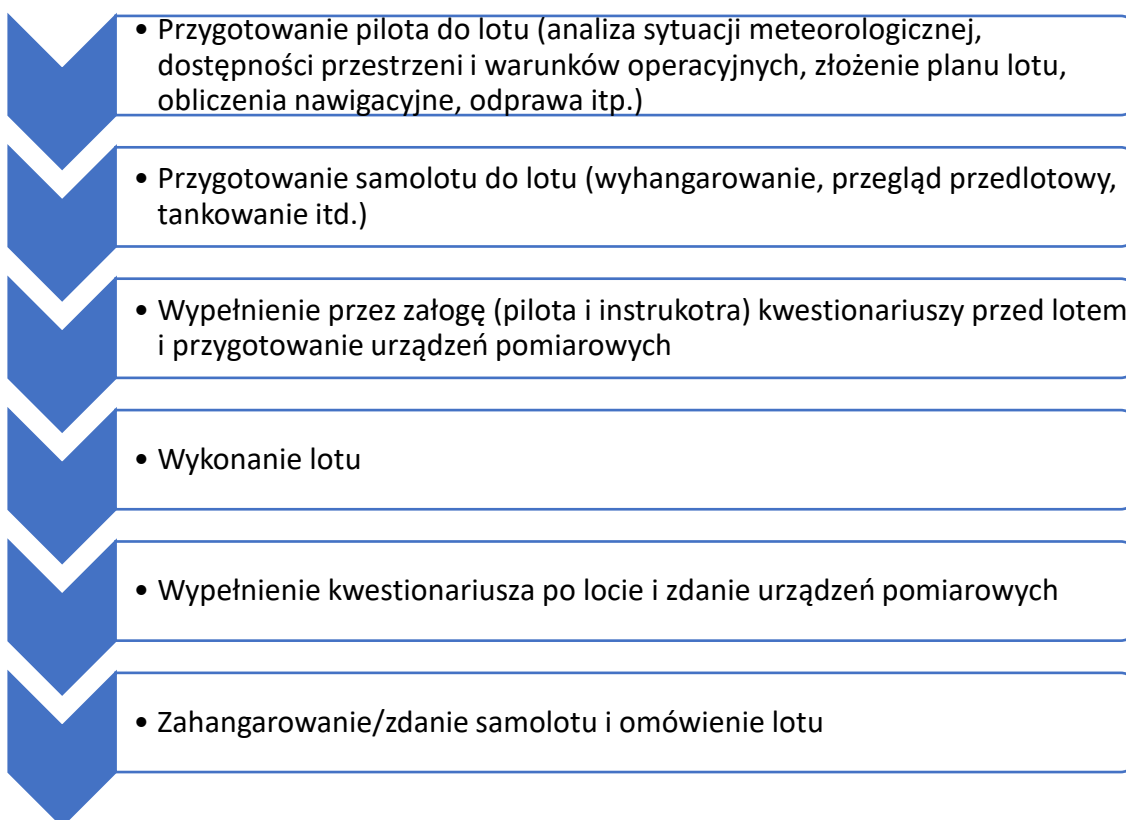 • Przygotowanie pilota do lotu (analiza sytuacji meteorologicznej,
dostępności przestrzeni i warunków operacyjnych, złożenie planu lotu,
obliczenia nawigacyjne, odprawa itp.)
• Przygotowanie samolotu do lotu (wyhangarowanie, przegląd przedlotowy,
tankowanie itd.)
• Wypełnienie przez załogę (pilota i instrukotra) kwestionariuszy przed lotem
i przygotowanie urządzeń pomiarowych
• Wykonanie lotu
• Wypełnienie kwestionariusza po locie i zdanie urządzeń pomiarowych
• Zahangarowanie/zdanie samolotu i omówienie lotu